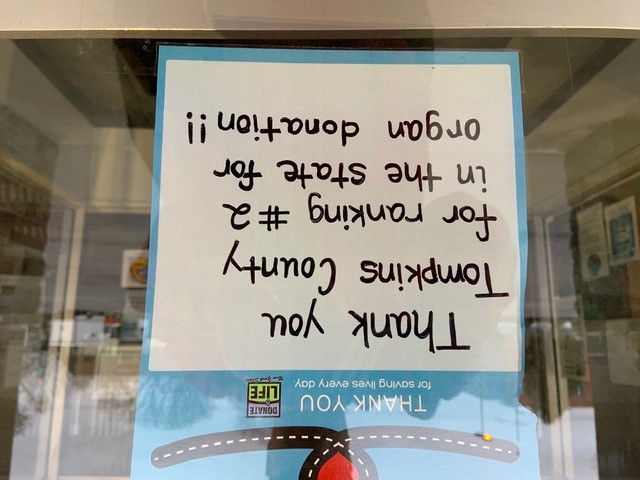 THANK YOU
for saving lives every day.
DONATE
LIFE
Thank you
Tompkins County
for ranking #2
in the state for
organ donation!!